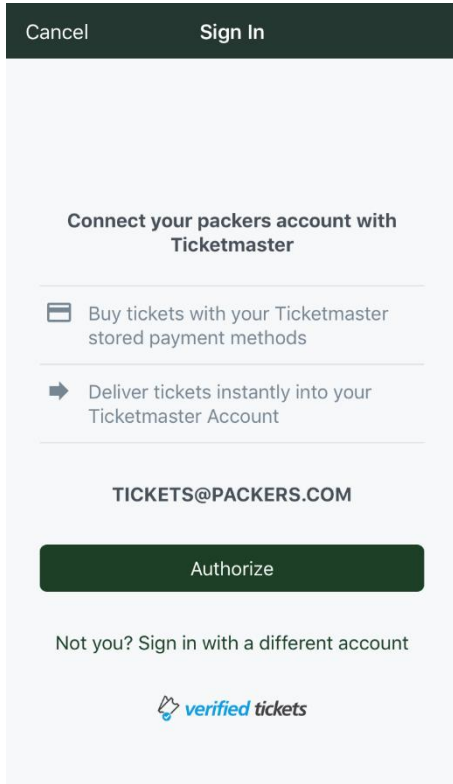 Cancel
Sign In
Connect your packers account with
Ticketmaster
Buy tickets with your Ticketmaster
stored payment methods
Deliver tickets instantly into your
Ticketmaster Account
TICKETS@PACKERS.COM
Authorize
Not you? Sign in with a different account
verified tickets